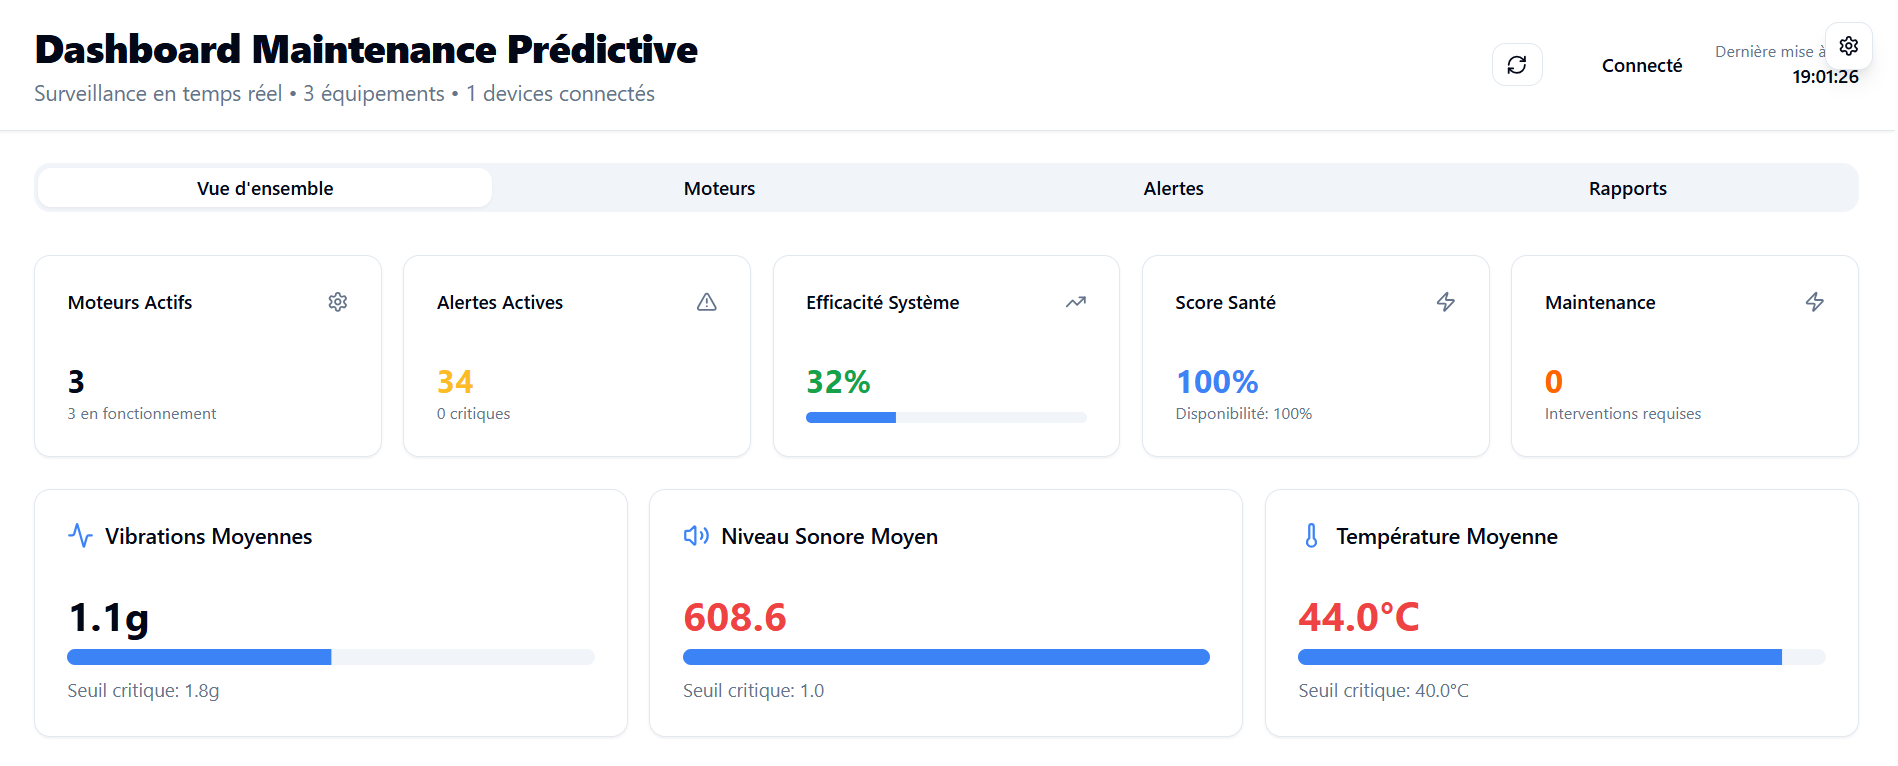 Dashboard Maintenance Prédictive
Surveillance en temps réel • 3 équipements • 1 devices connectés
Connecté
Dernière mise à
19:01:26
Vue d'ensemble
Moteurs
Alertes
Rapports
Moteurs Actifs
3
3 en fonctionnement
Alertes Actives
34
0 critiques
Efficacité Système
32%
Score Santé
100%
Disponibilité: 100%
Maintenance
0
Interventions requises
Vibrations Moyennes
1.1g
Seuil critique: 1.8g
Niveau Sonore Moyen
608.6
Seuil critique: 1.0
Température Moyenne
44.0°C
Seuil critique: 40.0°C